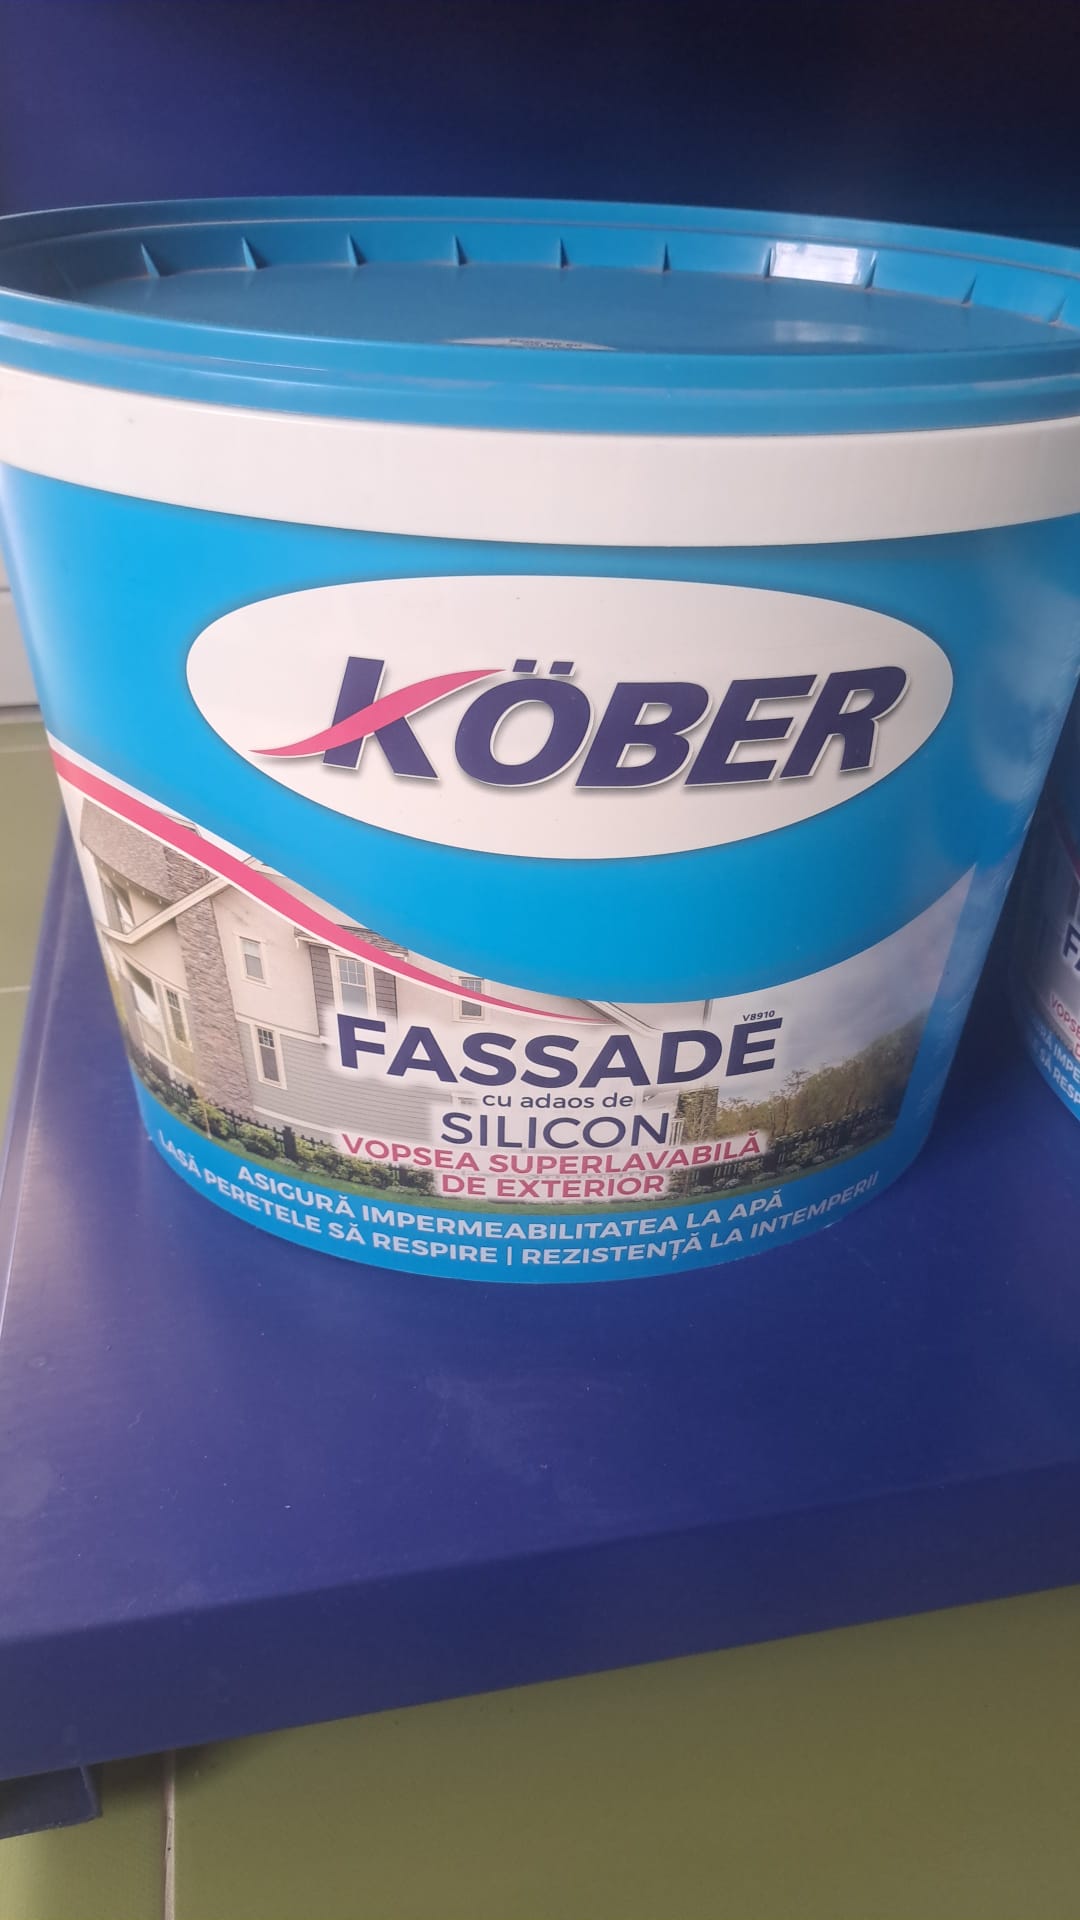 KÖBER
V8910
FASSADE
cu adaos de
SILICON
VOPSEA SUPERLAVABILĂ
DE EXTERIOR
ASIGURĂ IMPERMEABILITATEA LA APĂ
LASĂ PERETELE SĂ RESPIRE | REZISTENȚĂ LA INTEMPERII